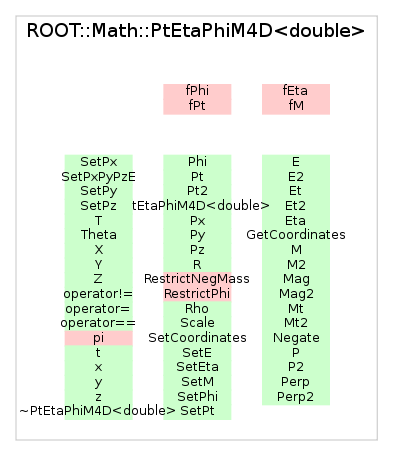 ROOT::Math::PtEtaPhiM4D<double>
fPhi fEta
fPt fM
SetPx Phi E
SetPxPyPzE Pt E2
SetPy Pt2 Et
SetPz tEtaPhiM4D<double> Et2
T Px Eta
Theta Py GetCoordinates
X Pz M
Y R M2
Z RestrictNegMass Mag
operator!= RestrictPhi Mag2
operator= Rho Mt
operator== Scale Mt2
pi SetCoordinates Negate
t SetE P
x SetEta P2
y SetM Perp
z SetPhi Perp2
~PtEtaPhiM4D<double> SetPt